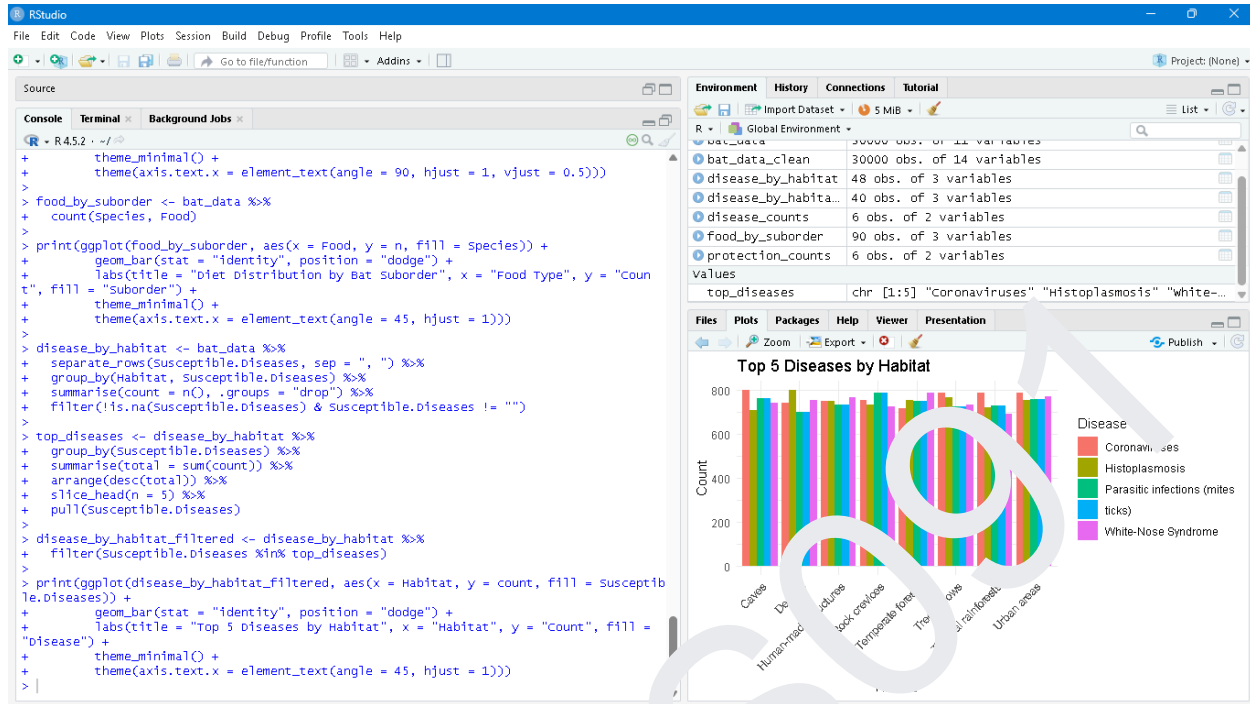 RStudio
File Edit Code View Plots Session Build Debug Profile Tools Help
Go to file/function Addins Project: (None)
Source
Console Terminal Background Jobs
R 4.5.2 · ~/
+ theme_minimal() +
+ theme(axis.text.x = element_text(angle = 90, hjust = 1, vjust = 0.5)))
>
> food_by_suborder <- bat_data %>%
+ count(Species, Food)
>
> print(ggplot(food_by_suborder, aes(x = Food, y = n, fill = Species)) +
+ geom_bar(stat = "identity", position = "dodge") +
+ labs(title = "Diet Distribution by Bat Suborder", x = "Food Type", y = "Coun
t", fill = "Suborder") +
+ theme_minimal() +
+ theme(axis.text.x = element_text(angle = 45, hjust = 1)))
>
> disease_by_habitat <- bat_data %>%
+ separate_rows(Susceptible.Diseases, sep = ", ") %>%
+ group_by(Habitat, Susceptible.Diseases) %>%
+ summarise(count = n(), .groups = "drop") %>%
+ filter(!is.na(Susceptible.Diseases) & Susceptible.Diseases != "")
>
> top_diseases <- disease_by_habitat %>%
+ group_by(Susceptible.Diseases) %>%
+ summarise(total = sum(count)) %>%
+ arrange(desc(total)) %>%
+ slice_head(n = 5) %>%
+ pull(Susceptible.Diseases)
>
> disease_by_habitat_filtered <- disease_by_habitat %>%
+ filter(Susceptible.Diseases %in% top_diseases)
>
> print(ggplot(disease_by_habitat_filtered, aes(x = Habitat, y = count, fill = Susceptib
le.Diseases)) +
+ geom_bar(stat = "identity", position = "dodge") +
+ labs(title = "Top 5 Diseases by Habitat", x = "Habitat", y = "Count", fill =
"Disease") +
+ theme_minimal() +
+ theme(axis.text.x = element_text(angle = 45, hjust = 1)))
>
Environment History Connections Tutorial
Import Dataset 5 MiB List
R Global Environment
bat_data 30000 obs. of 11 variables
bat_data_clean 30000 obs. of 14 variables
disease_by_habitat 48 obs. of 3 variables
disease_by_habita… 40 obs. of 3 variables
disease_counts 6 obs. of 2 variables
food_by_suborder 90 obs. of 3 variables
protection_counts 6 obs. of 2 variables
Values
top_diseases chr [1:5] "Coronaviruses" "Histoplasmosis" "White-…
Files Plots Packages Help Viewer Presentation
Zoom Export Publish
Top 5 Diseases by Habitat
Count
800
600
400
200
0
Caves
Rock crevices
Temperate forest
Urban areas
Disease
Coronaviruses
Histoplasmosis
Parasitic infections (mites
ticks)
White-Nose Syndrome
6091